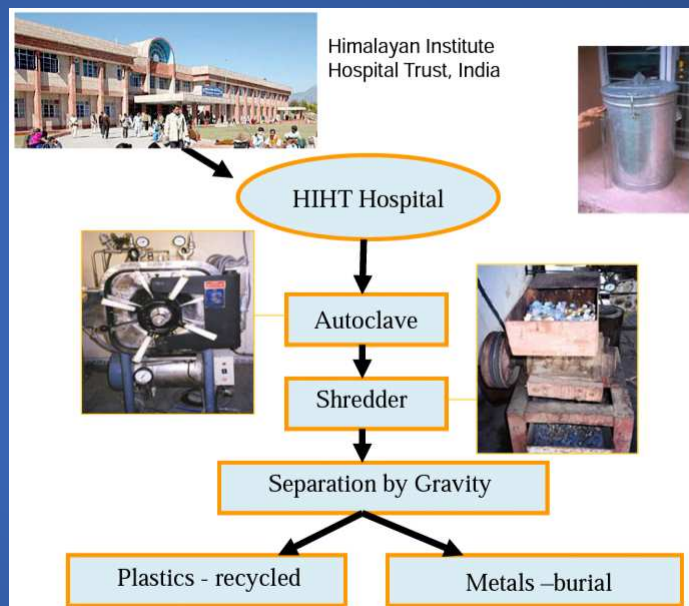 Himalayan Institute
Hospital Trust, India
HIHT Hospital
Autoclave
Shredder
Separation by Gravity
Plastics - recycled
Metals –burial